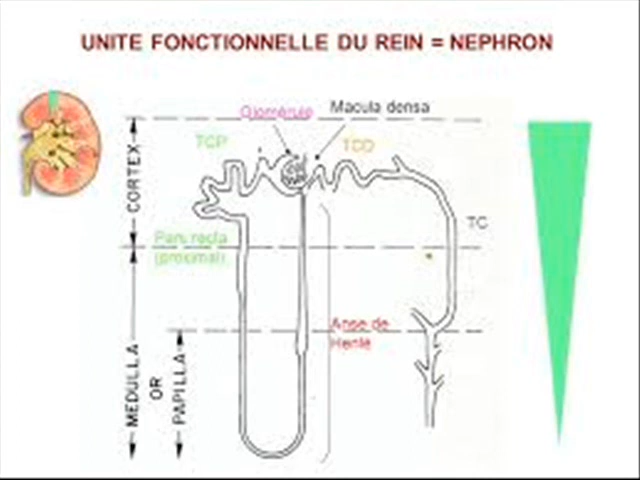 UNITE FONCTIONNELLE DU REIN = NEPHRON
Glomérule
Macula densa
TCP
TCD
CORTEX
TC
Pars recta
(proximal)
Anse de
Henlé
MEDULLA
OR
PAPILLA